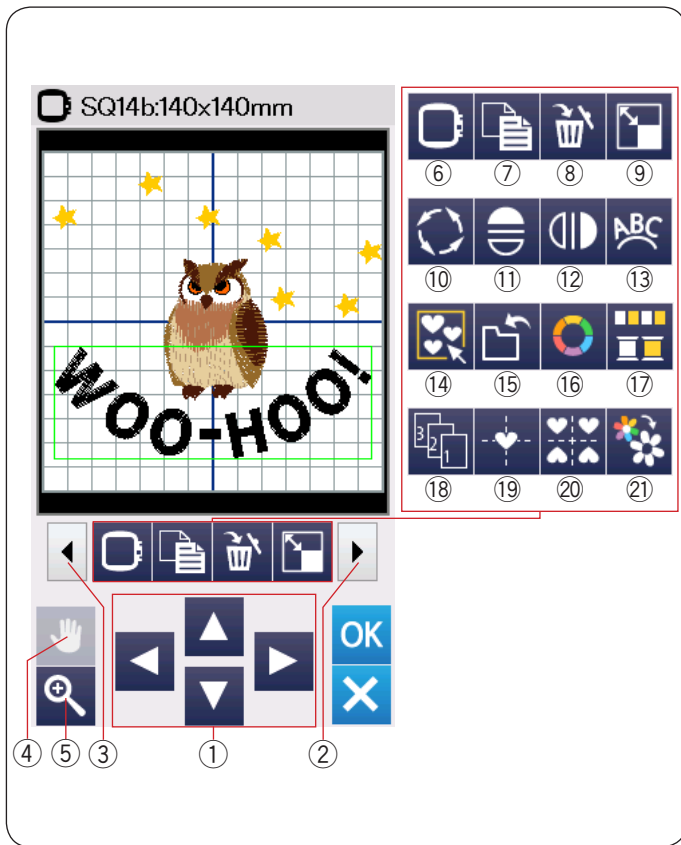 SQ14b:140x140mm
⑥ ⑦ ⑧ ⑨
ABC
⑩ ⑪ ⑫ ⑬
⑭ ⑮ ⑯ ⑰
3 2 1
⑱ ⑲ ⑳ ㉑
WOO-HOO!
OK
④ ⑤ ③ ① ②